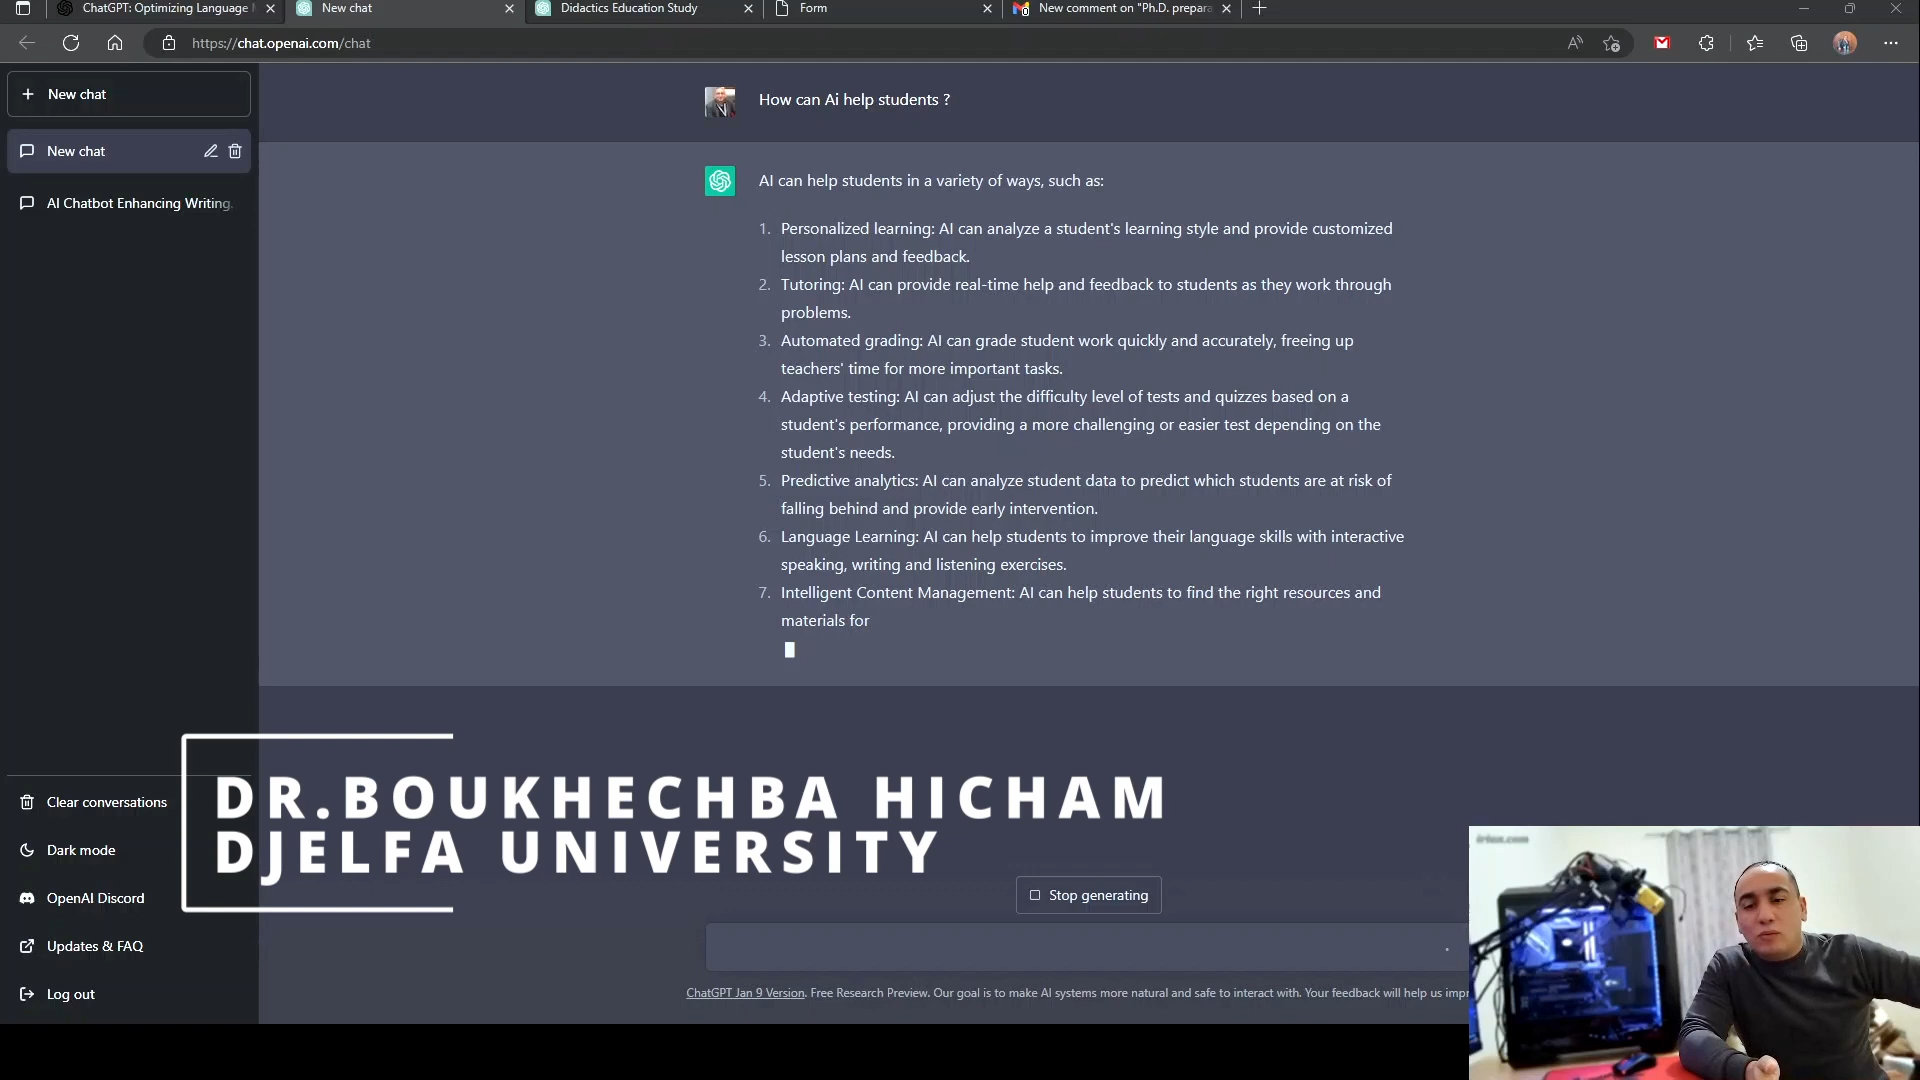 ChatGPT: Optimizing Language
New chat
Didactics Education Study
Form
New comment on "Ph.D. prepara
https://chat.openai.com/chat
New chat
New chat
AI Chatbot Enhancing Writing.
How can Ai help students ?
AI can help students in a variety of ways, such as:
1. Personalized learning: AI can analyze a student's learning style and provide customized
lesson plans and feedback.
2. Tutoring: AI can provide real-time help and feedback to students as they work through
problems.
3. Automated grading: AI can grade student work quickly and accurately, freeing up
teachers' time for more important tasks.
4. Adaptive testing: AI can adjust the difficulty level of tests and quizzes based on a
student's performance, providing a more challenging or easier test depending on the
student's needs.
5. Predictive analytics: AI can analyze student data to predict which students are at risk of
falling behind and provide early intervention.
6. Language Learning: AI can help students to improve their language skills with interactive
speaking, writing and listening exercises.
7. Intelligent Content Management: AI can help students to find the right resources and
materials for
Clear conversations
Dark mode
OpenAI Discord
Updates & FAQ
Log out
DR.BOUKHECHBA HICHAM
DJELFA UNIVERSITY
Stop generating
ChatGPT Jan 9 Version. Free Research Preview. Our goal is to make AI systems more natural and safe to interact with. Your feedback will help us impr